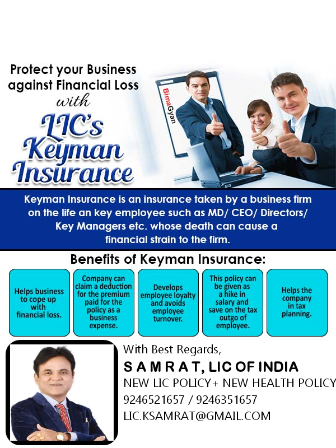 Protect your Business
against Financial Loss
with
LIC's
Keyman
Insurance
BimaGyan
Keyman Insurance is an insurance taken by a business firm
on the life an key employee such as MD/ CEO/ Directors/
Key Managers etc. whose death can cause a
financial strain to the firm.
Benefits of Keyman Insurance:
Helps business
to cope up
with
financial loss.
Company can
claim a deduction
for the premium
paid for the
policy as a
business
expense.
Develops
employee loyalty
and avoids
employee
turnover.
This policy can
be given as
a hike in
salary and
save on the tax
outgo of
employee.
Helps the
company
in tax
planning.
With Best Regards,
S A M R A T, LIC OF INDIA
NEW LIC POLICY+ NEW HEALTH POLICY
9246521657 / 9246351657
LIC.KSAMRAT@GMAIL.COM